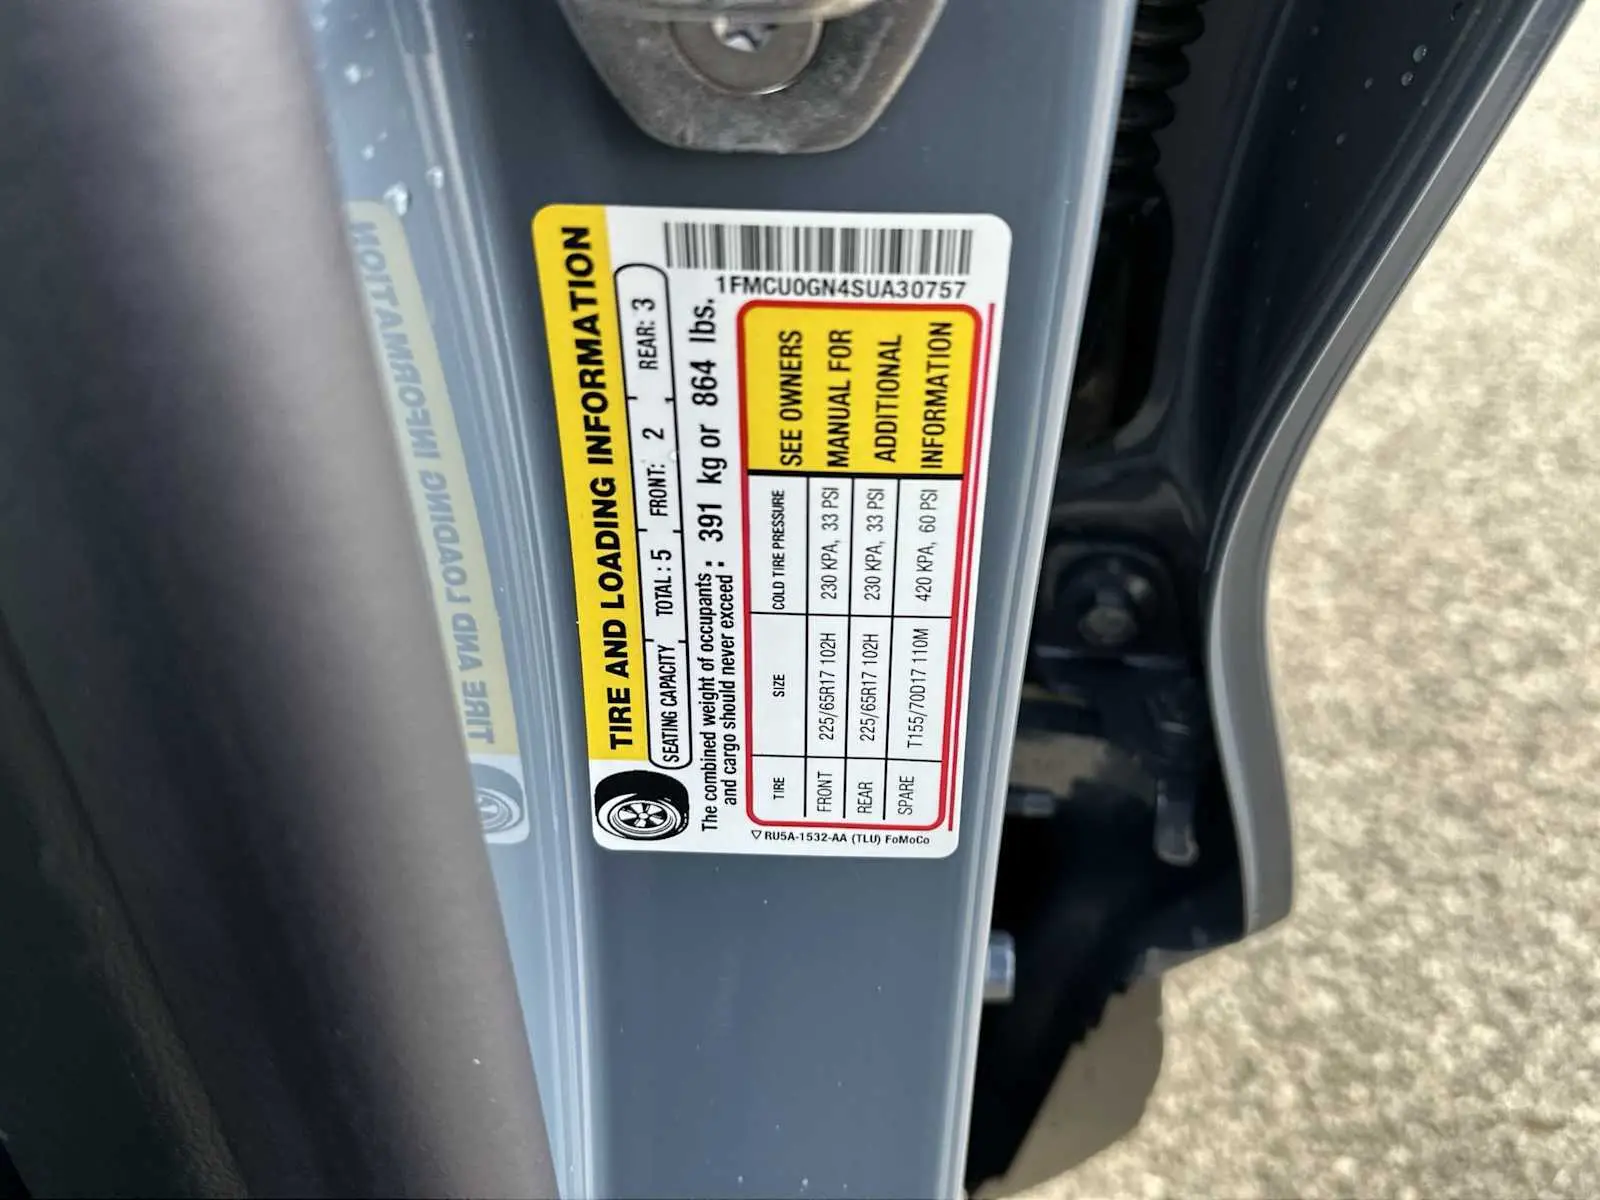 TIRE AND LOADING INFORMATION
SEATING CAPACITY TOTAL : 5 FRONT: 2 REAR: 3
The combined weight of occupants : 391 kg or 864 lbs.
and cargo should never exceed :
1FMCU0GN4SUA30757
TIRE SIZE COLD TIRE PRESSURE
FRONT 225/65R17 102H 230 KPA, 33 PSI
REAR 225/65R17 102H 230 KPA, 33 PSI
SPARE T155/70D17 110M 420 KPA, 60 PSI
SEE OWNERS
MANUAL FOR
ADDITIONAL
INFORMATION
RU5A-1532-AA (TLU) FoMoCo
TIRE AND LOADING INFORMATION